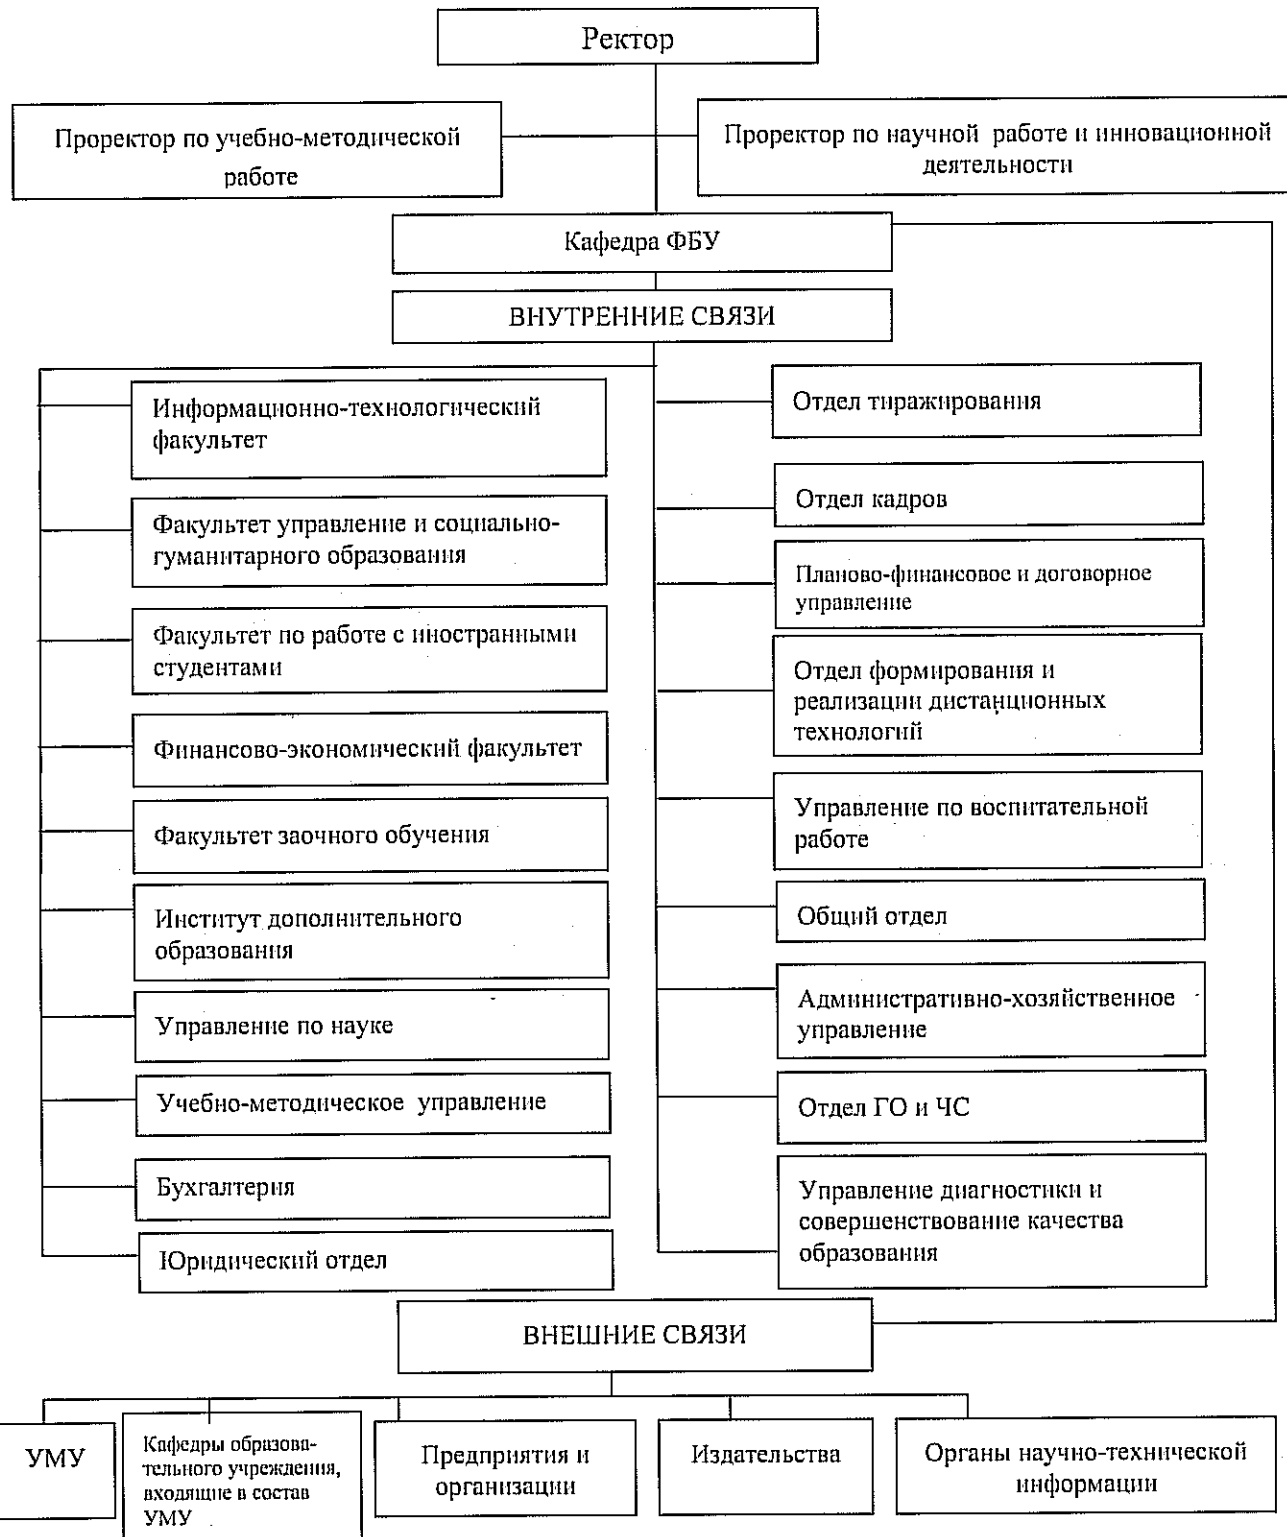 Ректор
Проректор по учебно-методической
работе
Проректор по научной работе и инновационной
деятельности
Кафедра ФБУ
ВНУТРЕННИЕ СВЯЗИ
Информационно-технологический
факультет
Факультет управление и социально-
гуманитарного образования
Факультет по работе с иностранными
студентами
Финансово-экономический факультет
Факультет заочного обучения
Институт дополнительного
образования
Управление по науке
Учебно-методическое управление
Бухгалтерия
Юридический отдел
Отдел тиражирования
Отдел кадров
Планово-финансовое и договорное
управление
Отдел формирования и
реализации дистанционных
технологий
Управление по воспитательной
работе
Общий отдел
Административно-хозяйственное
управление
Отдел ГО и ЧС
Управление диагностики и
совершенствование качества
образования
ВНЕШНИЕ СВЯЗИ
УМУ
Кафедры образова-
тельного учреждения,
входящие в состав
УМУ
Предприятия и
организации
Издательства
Органы научно-технической
информации